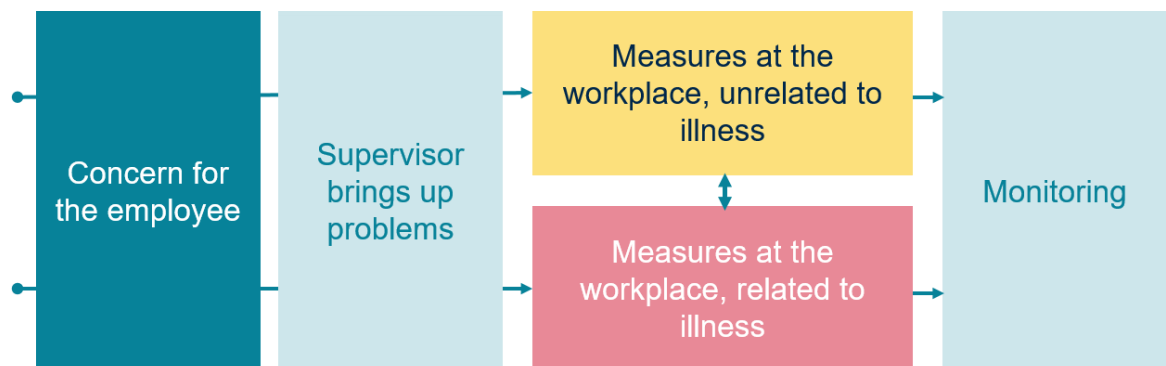 Concern for
the employee
Supervisor
brings up
problems
Measures at the
workplace, unrelated to
illness
Measures at the
workplace, related to
illness
Monitoring